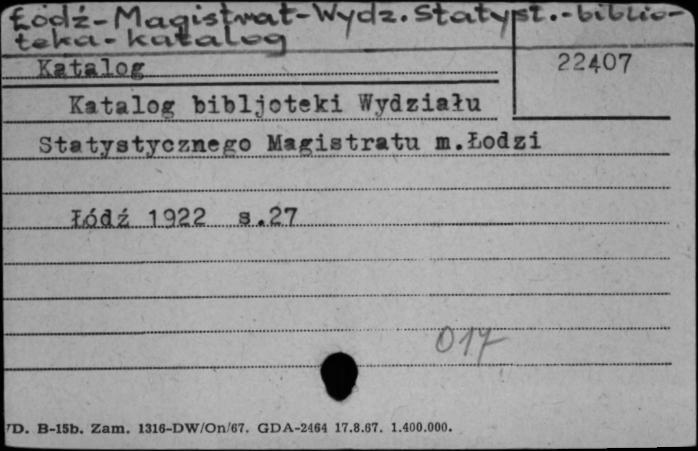 Łódź-Magistrat-Wydz.Statyst.-biblio-
teka-katalog
Katalog
22407
Katalog bibljoteki Wydziału
Statystycznego Magistratu m.Łodzi
Łódź 1922 s.27
017
D. B-15b. Zam. 1316-DW/On/67. GDA-2464 17.8.67. 1.400.000.